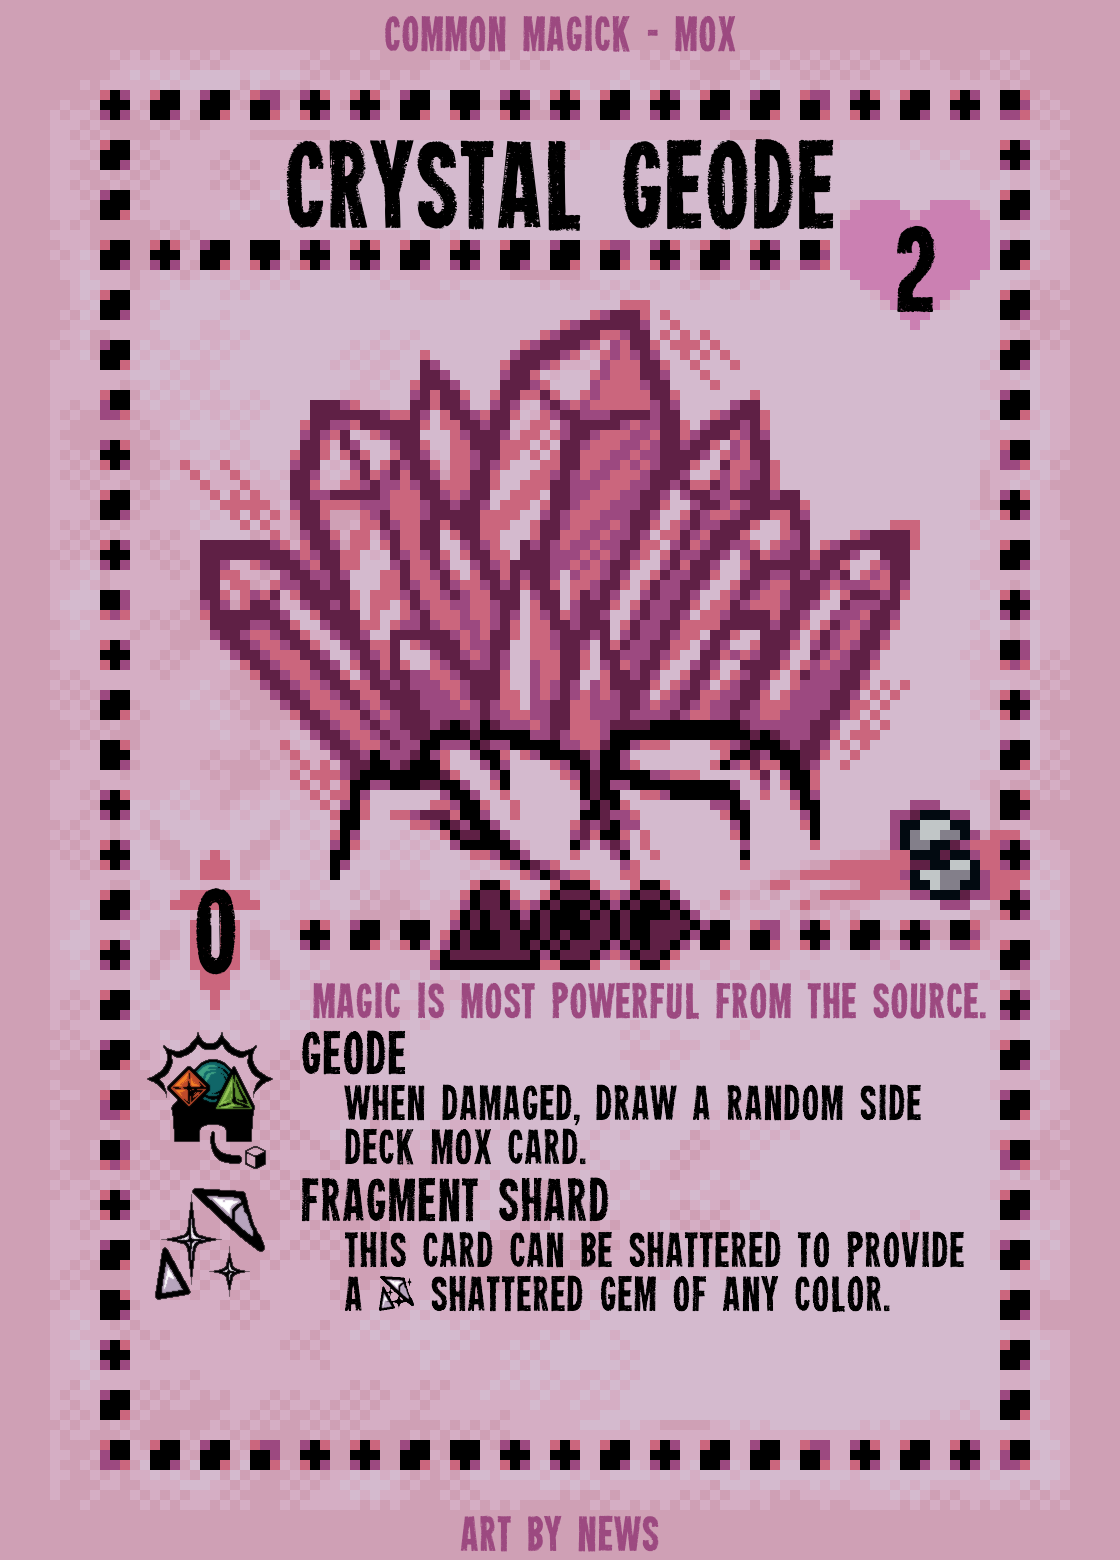 COMMON MAGICK - MOX
CRYSTAL GEODE
2
0
MAGIC IS MOST POWERFUL FROM THE SOURCE.
GEODE
WHEN DAMAGED, DRAW A RANDOM SIDE
DECK MOX CARD.
FRAGMENT SHARD
THIS CARD CAN BE SHATTERED TO PROVIDE
A SHATTERED GEM OF ANY COLOR.
ART BY NEWS